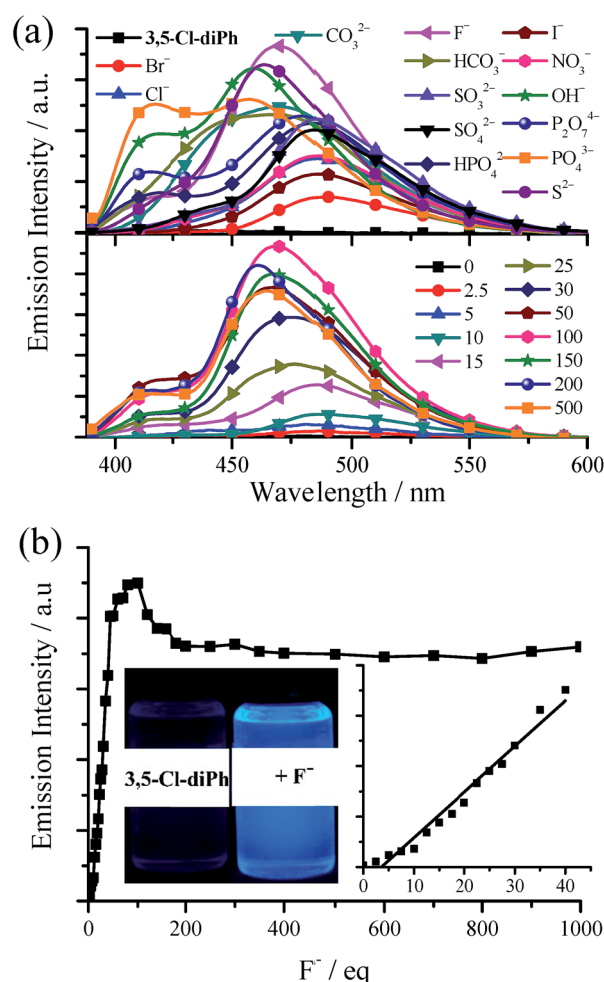 (a)
3,5-Cl-diPh
Br⁻
Cl⁻
CO₃²⁻
F⁻
HCO₃⁻
SO₃²⁻
SO₄²⁻
HPO₄²
I⁻
NO₃⁻
OH⁻
P₂O₇⁴⁻
PO₄³⁻
S²⁻
Emission Intensity / a.u.
0
2.5
5
10
15
25
30
50
100
150
200
500
400 450 500 550 600
Wavelength / nm
(b)
Emission Intensity / a.u
3,5-Cl-diPh
+ F⁻
0 10 20 30 40
0 200 400 600 800 1000
F⁻ / eq